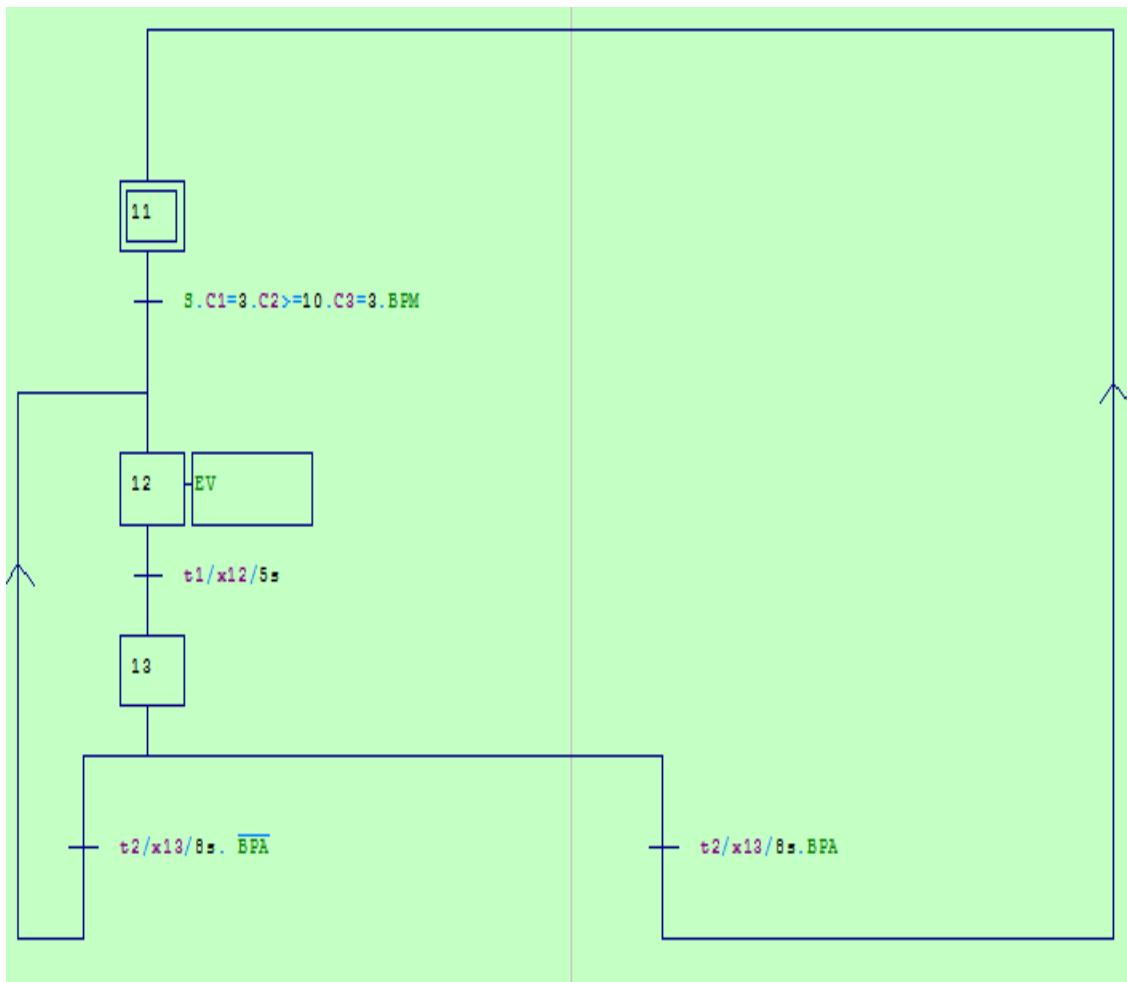 11
S.C1=3.C2>=10.C3=3.BPM
12 EV
t1/x12/5s
13
t2/x13/8s. B̅P̅A̅ t2/x13/8s.BPA